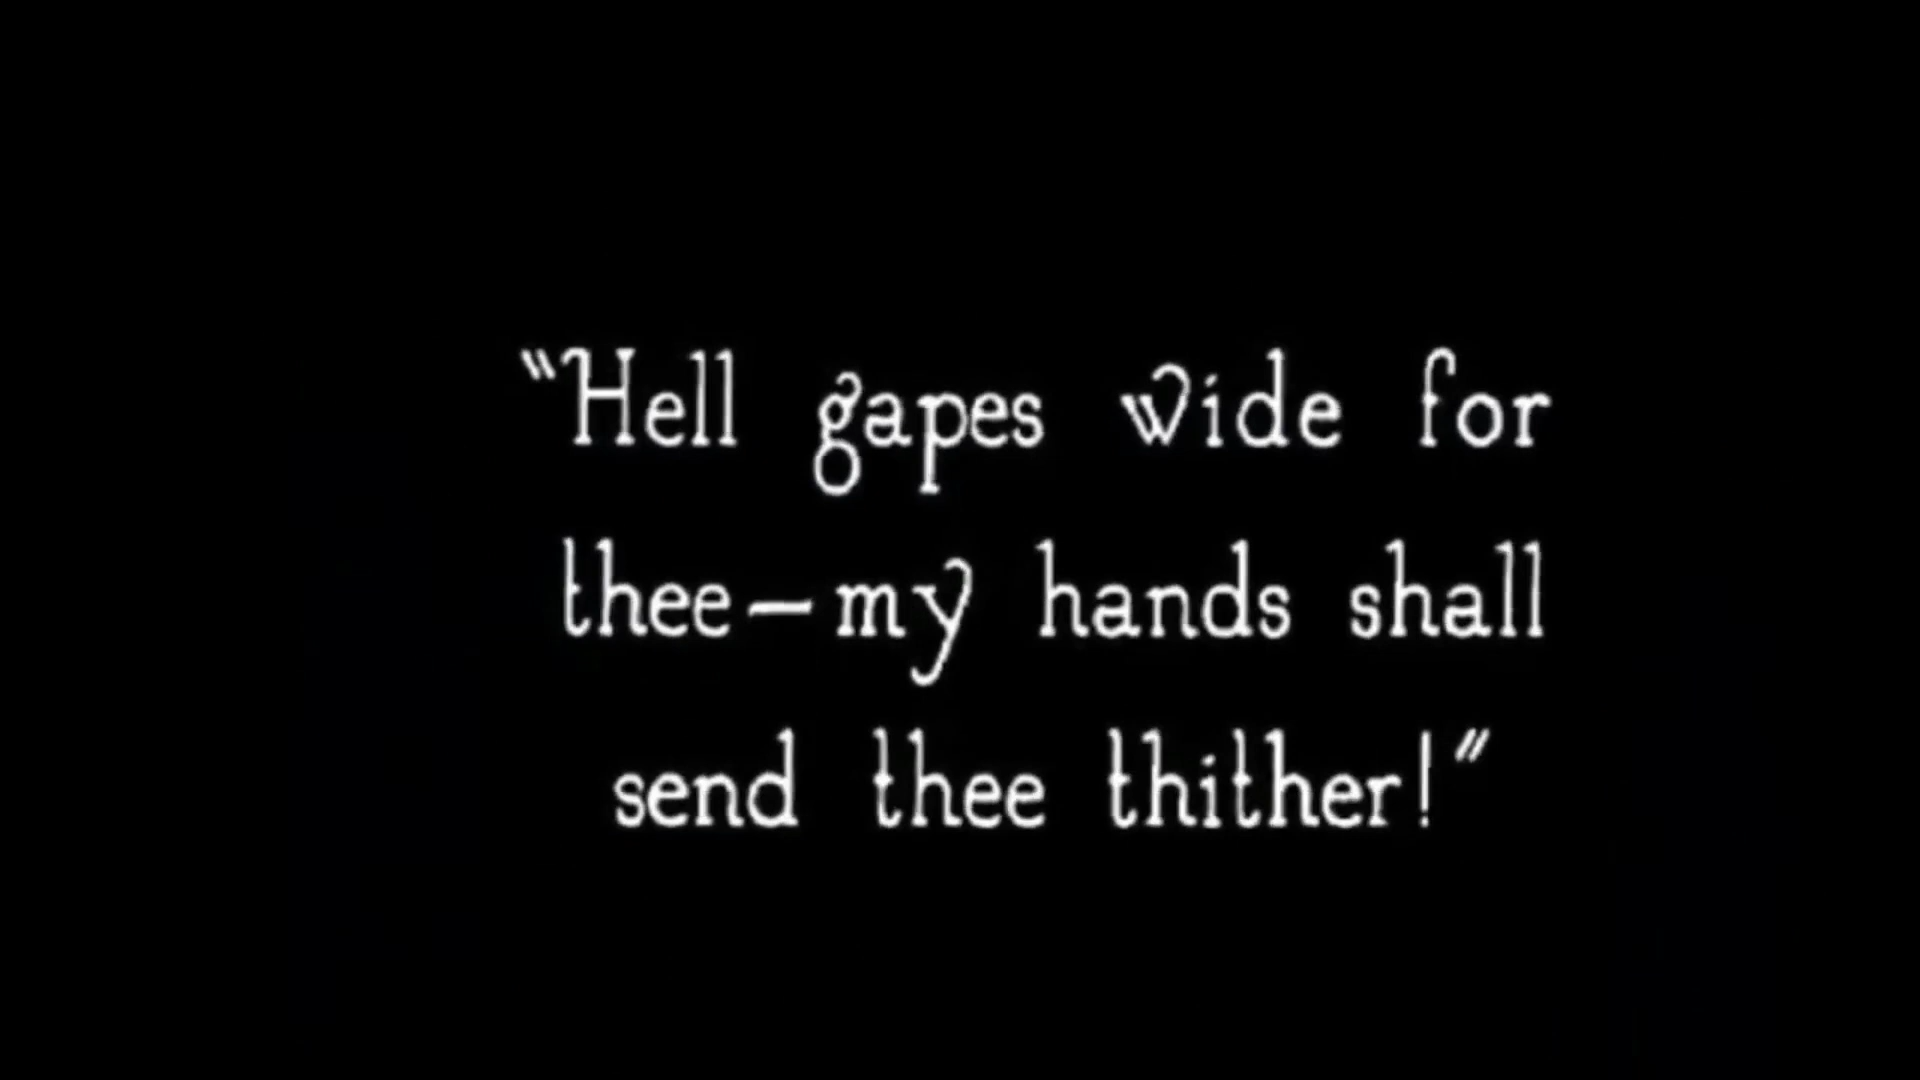 "Hell gapes wide for
thee—my hands shall
send thee thither!"